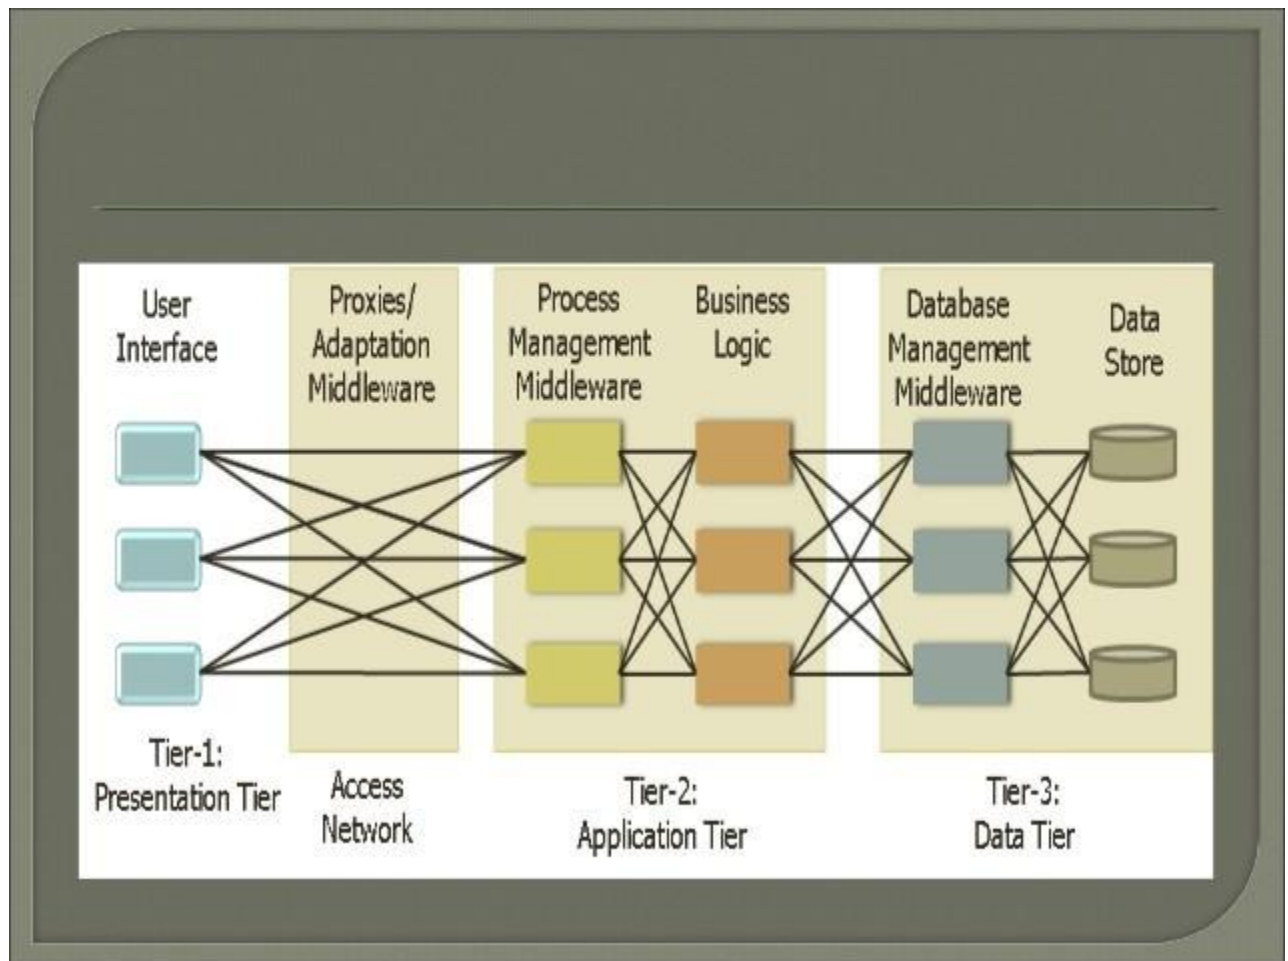 User
Interface
Proxies/
Adaptation
Middleware
Process
Management
Middleware
Business
Logic
Database
Management
Middleware
Data
Store
Tier-1:
Presentation Tier
Access
Network
Tier-2:
Application Tier
Tier-3:
Data Tier